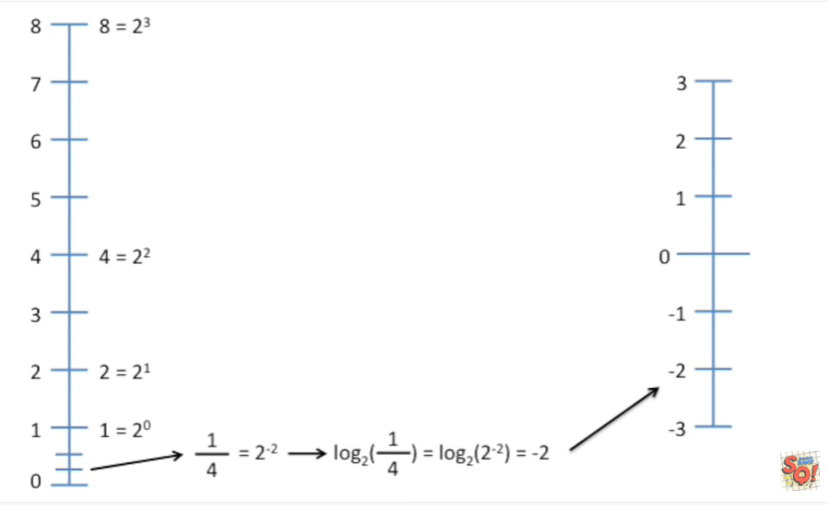 8 8 = 2³
7
6
5
4 4 = 2²
3
2 2 = 2¹
1 1 = 2⁰
0
1/4 = 2⁻² → log₂(1/4) = log₂(2⁻²) = -2
3
2
1
0
-1
-2
-3
SQ!